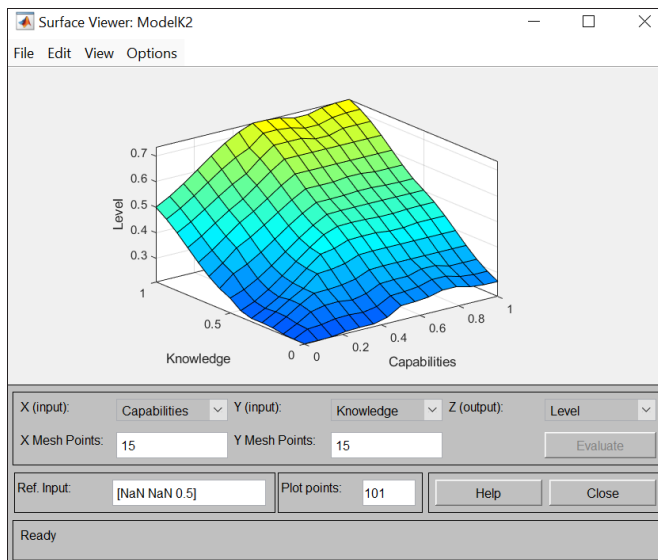 Surface Viewer: ModelK2
File Edit View Options
0.7
0.6
0.5
0.4
0.3
Level
1
0.5
0
Knowledge
0
0.2
0.4
0.6
0.8
1
Capabilities
X (input): Capabilities Y (input): Knowledge Z (output): Level
X Mesh Points: 15 Y Mesh Points: 15 Evaluate
Ref. Input: [NaN NaN 0.5] Plot points: 101 Help Close
Ready